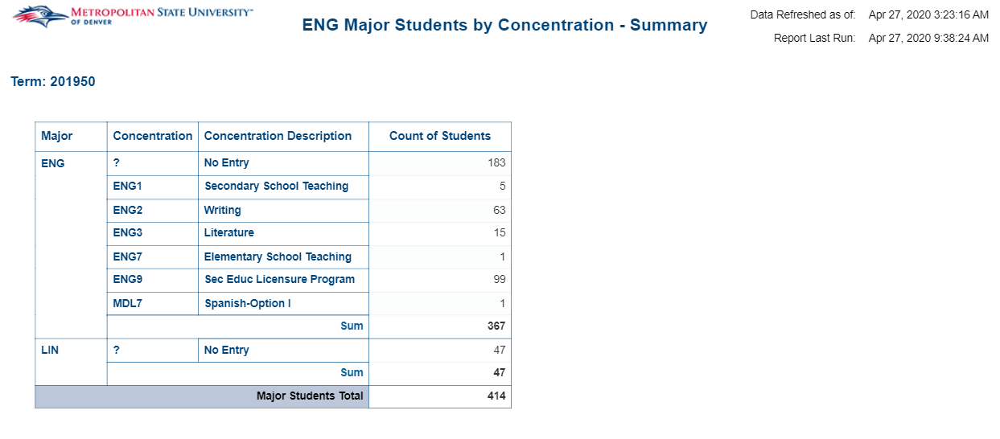 METROPOLITAN STATE UNIVERSITY™
OF DENVER
ENG Major Students by Concentration - Summary
Data Refreshed as of: Apr 27, 2020 3:23:16 AM
Report Last Run: Apr 27, 2020 9:38:24 AM
Term: 201950
Major Concentration Concentration Description Count of Students
ENG ? No Entry 183
ENG1 Secondary School Teaching 5
ENG2 Writing 63
ENG3 Literature 15
ENG7 Elementary School Teaching 1
ENG9 Sec Educ Licensure Program 99
MDL7 Spanish-Option I 1
Sum 367
LIN ? No Entry 47
Sum 47
Major Students Total 414